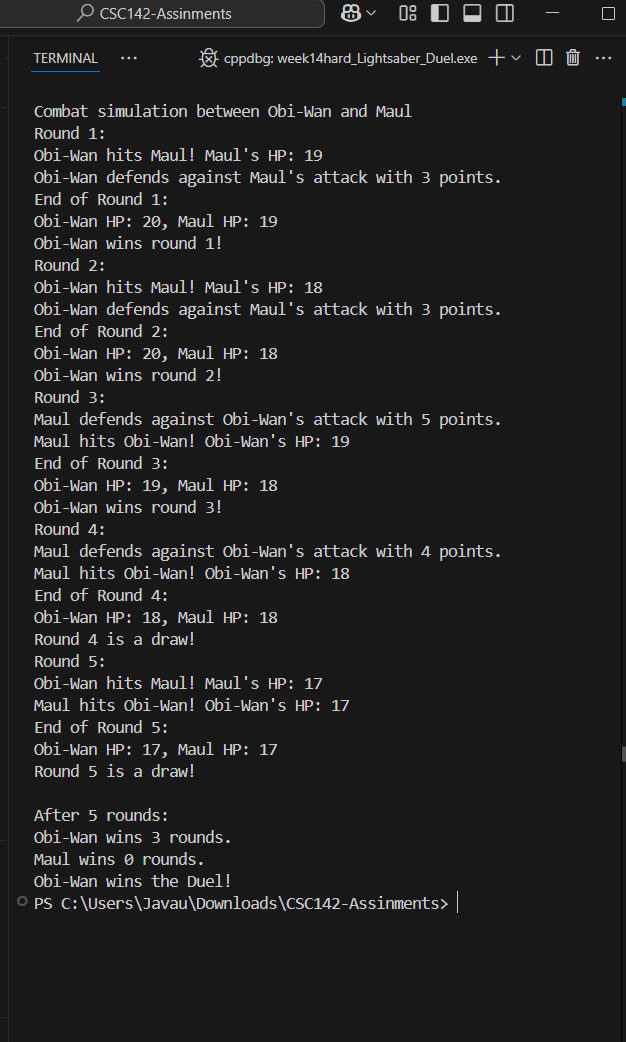 CSC142-Assinments
TERMINAL
cppdbg: week14hard_Lightsaber_Duel.exe
Combat simulation between Obi-Wan and Maul
Round 1:
Obi-Wan hits Maul! Maul's HP: 19
Obi-Wan defends against Maul's attack with 3 points.
End of Round 1:
Obi-Wan HP: 20, Maul HP: 19
Obi-Wan wins round 1!
Round 2:
Obi-Wan hits Maul! Maul's HP: 18
Obi-Wan defends against Maul's attack with 3 points.
End of Round 2:
Obi-Wan HP: 20, Maul HP: 18
Obi-Wan wins round 2!
Round 3:
Maul defends against Obi-Wan's attack with 5 points.
Maul hits Obi-Wan! Obi-Wan's HP: 19
End of Round 3:
Obi-Wan HP: 19, Maul HP: 18
Obi-Wan wins round 3!
Round 4:
Maul defends against Obi-Wan's attack with 4 points.
Maul hits Obi-Wan! Obi-Wan's HP: 18
End of Round 4:
Obi-Wan HP: 18, Maul HP: 18
Round 4 is a draw!
Round 5:
Obi-Wan hits Maul! Maul's HP: 17
Maul hits Obi-Wan! Obi-Wan's HP: 17
End of Round 5:
Obi-Wan HP: 17, Maul HP: 17
Round 5 is a draw!
After 5 rounds:
Obi-Wan wins 3 rounds.
Maul wins 0 rounds.
Obi-Wan wins the Duel!
PS C:\Users\Javau\Downloads\CSC142-Assinments>